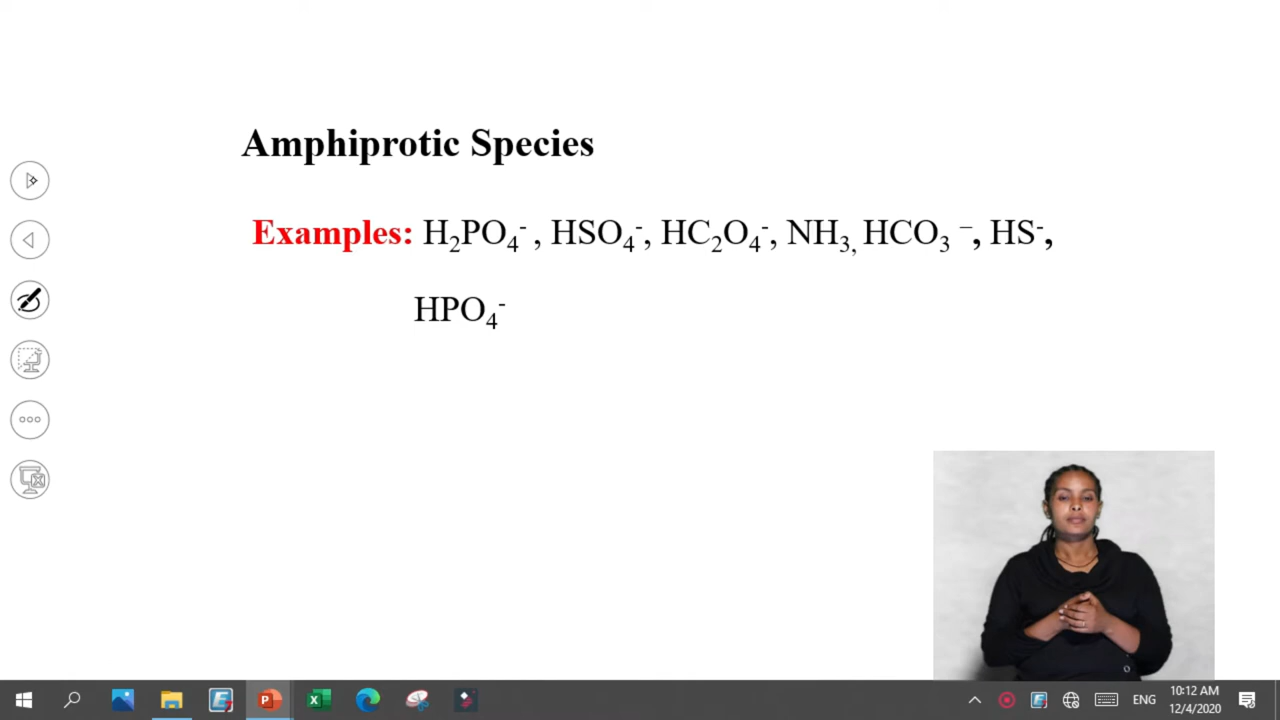 Amphiprotic Species
Examples: H₂PO₄⁻ , HSO₄⁻, HC₂O₄⁻, NH₃, HCO₃ ⁻, HS⁻,
HPO₄⁻
ENG
10:12 AM
12/4/2020